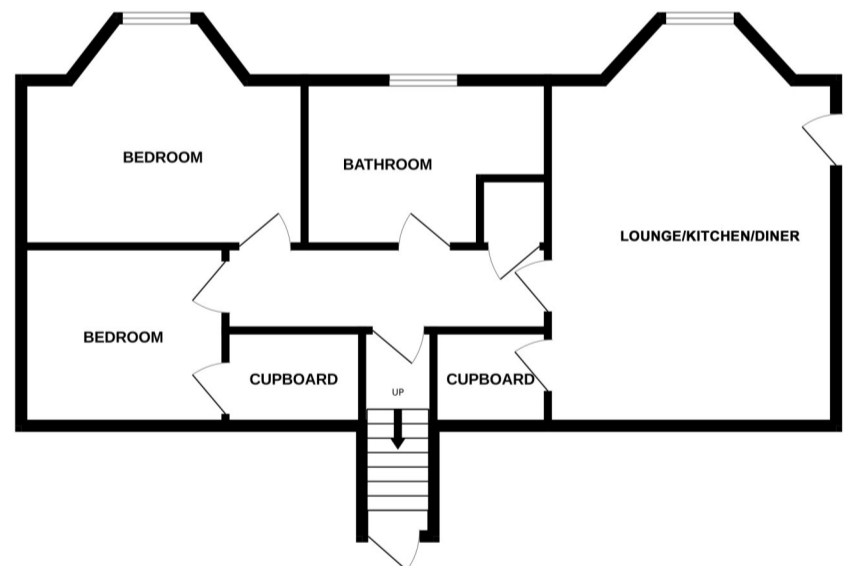 BEDROOM
BATHROOM
LOUNGE/KITCHEN/DINER
BEDROOM
CUPBOARD
CUPBOARD
UP